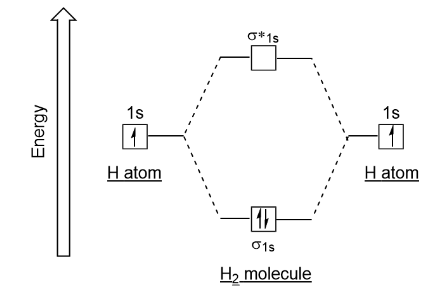 σ*1s
1s
1s
Energy
H atom
H atom
σ1s
H2 molecule